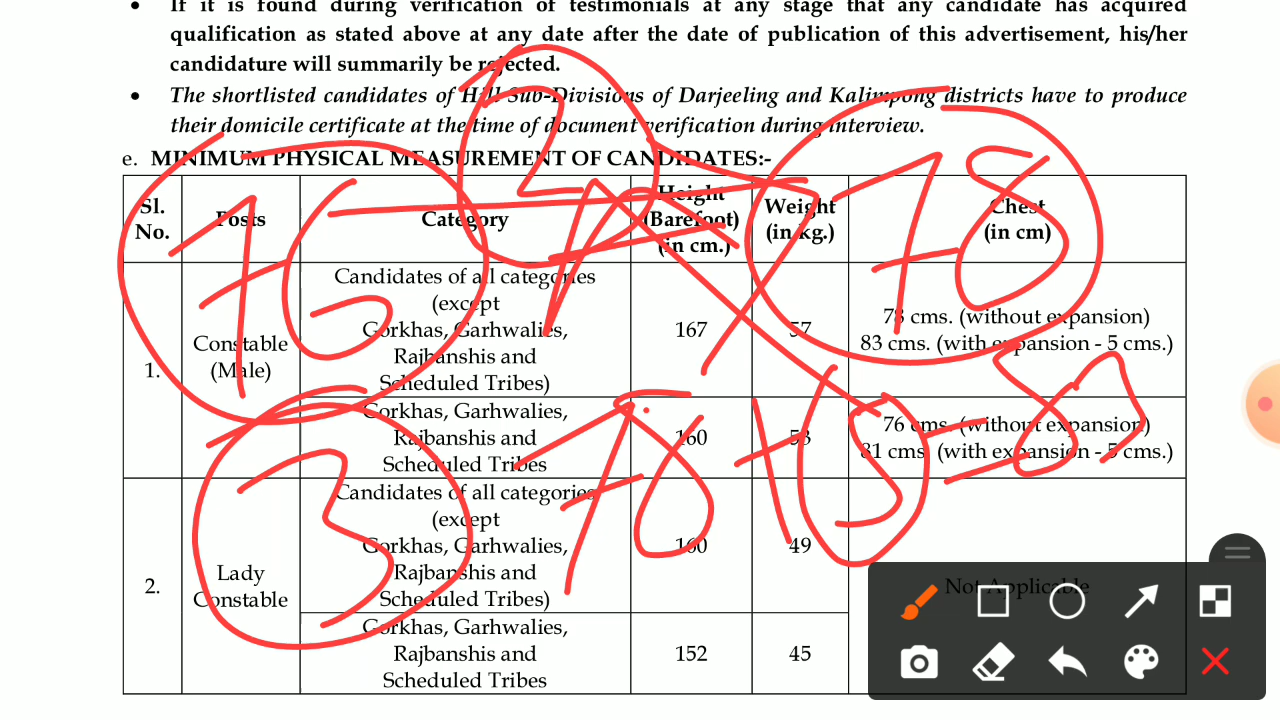 • If it is found during verification of testimonials at any stage that any candidate has acquired
qualification as stated above at any date after the date of publication of this advertisement, his/her
candidature will summarily be rejected.
• The shortlisted candidates of Hill Sub-Divisions of Darjeeling and Kalimpong districts have to produce
their domicile certificate at the time of document verification during interview.
e. MINIMUM PHYSICAL MEASUREMENT OF CANDIDATES:-
Sl. No. Posts Category Height (Barefoot) (in cm.) Weight (in kg.) Chest (in cm)
1. Constable (Male)
Candidates of all categories
(except
Gorkhas, Garhwalies,
Rajbanshis and
Scheduled Tribes)
167 57
78 cms. (without expansion)
83 cms. (with expansion - 5 cms.)
Gorkhas, Garhwalies,
Rajbanshis and
Scheduled Tribes
160 53
76 cms. (without expansion)
81 cms. (with expansion - 5 cms.)
2. Lady Constable
Candidates of all categories
(except
Gorkhas, Garhwalies,
Rajbanshis and
Scheduled Tribes)
160 49 Not Applicable
Gorkhas, Garhwalies,
Rajbanshis and
Scheduled Tribes
152 45
2
78
3